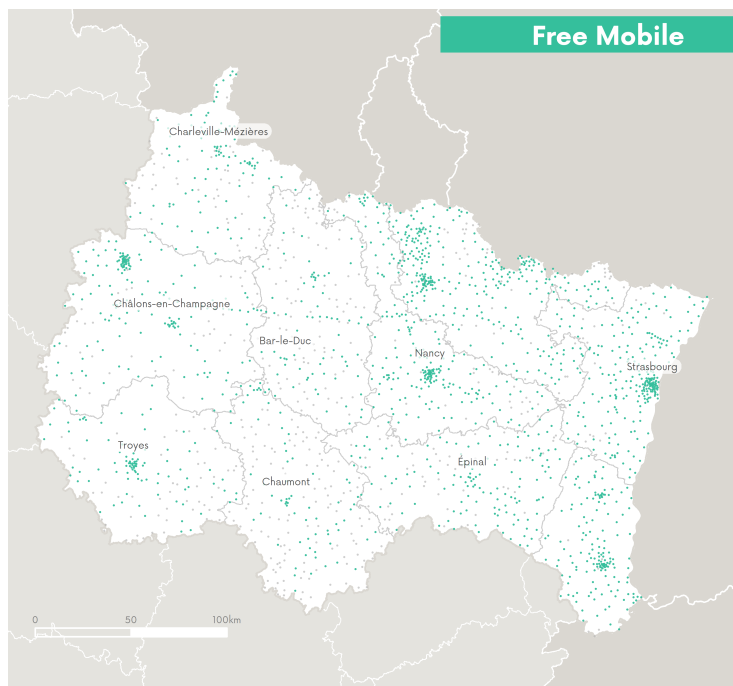 Free Mobile
Charleville-Mézières
Châlons-en-Champagne
Bar-le-Duc
Nancy
Strasbourg
Troyes
Épinal
Chaumont
0 50 100km